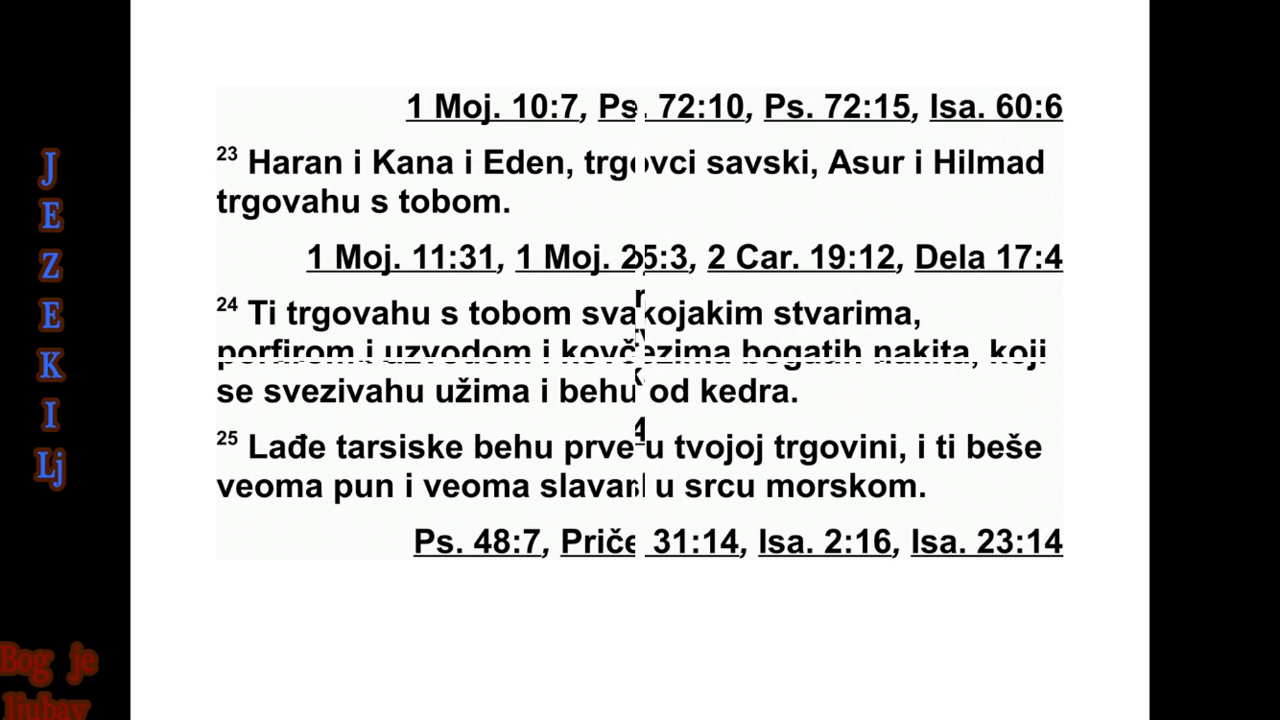 1 Moj. 10:7, Ps. 72:10, Ps. 72:15, Isa. 60:6
23 Haran i Kana i Eden, trgovci savski, Asur i Hilmad
trgovahu s tobom.
1 Moj. 11:31, 1 Moj. 25:3, 2 Car. 19:12, Dela 17:4
24 Ti trgovahu s tobom svakojakim stvarima,
porfirom i uzvodom i kovčezima bogatih nakita, koji
se svezivahu užima i behu od kedra.
25 Lađe tarsiske behu prve u tvojoj trgovini, i ti beše
veoma pun i veoma slavan u srcu morskom.
Ps. 48:7, Priče 31:14, Isa. 2:16, Isa. 23:14
J
E
Z
E
K
I
Lj
Bog je
ljubav